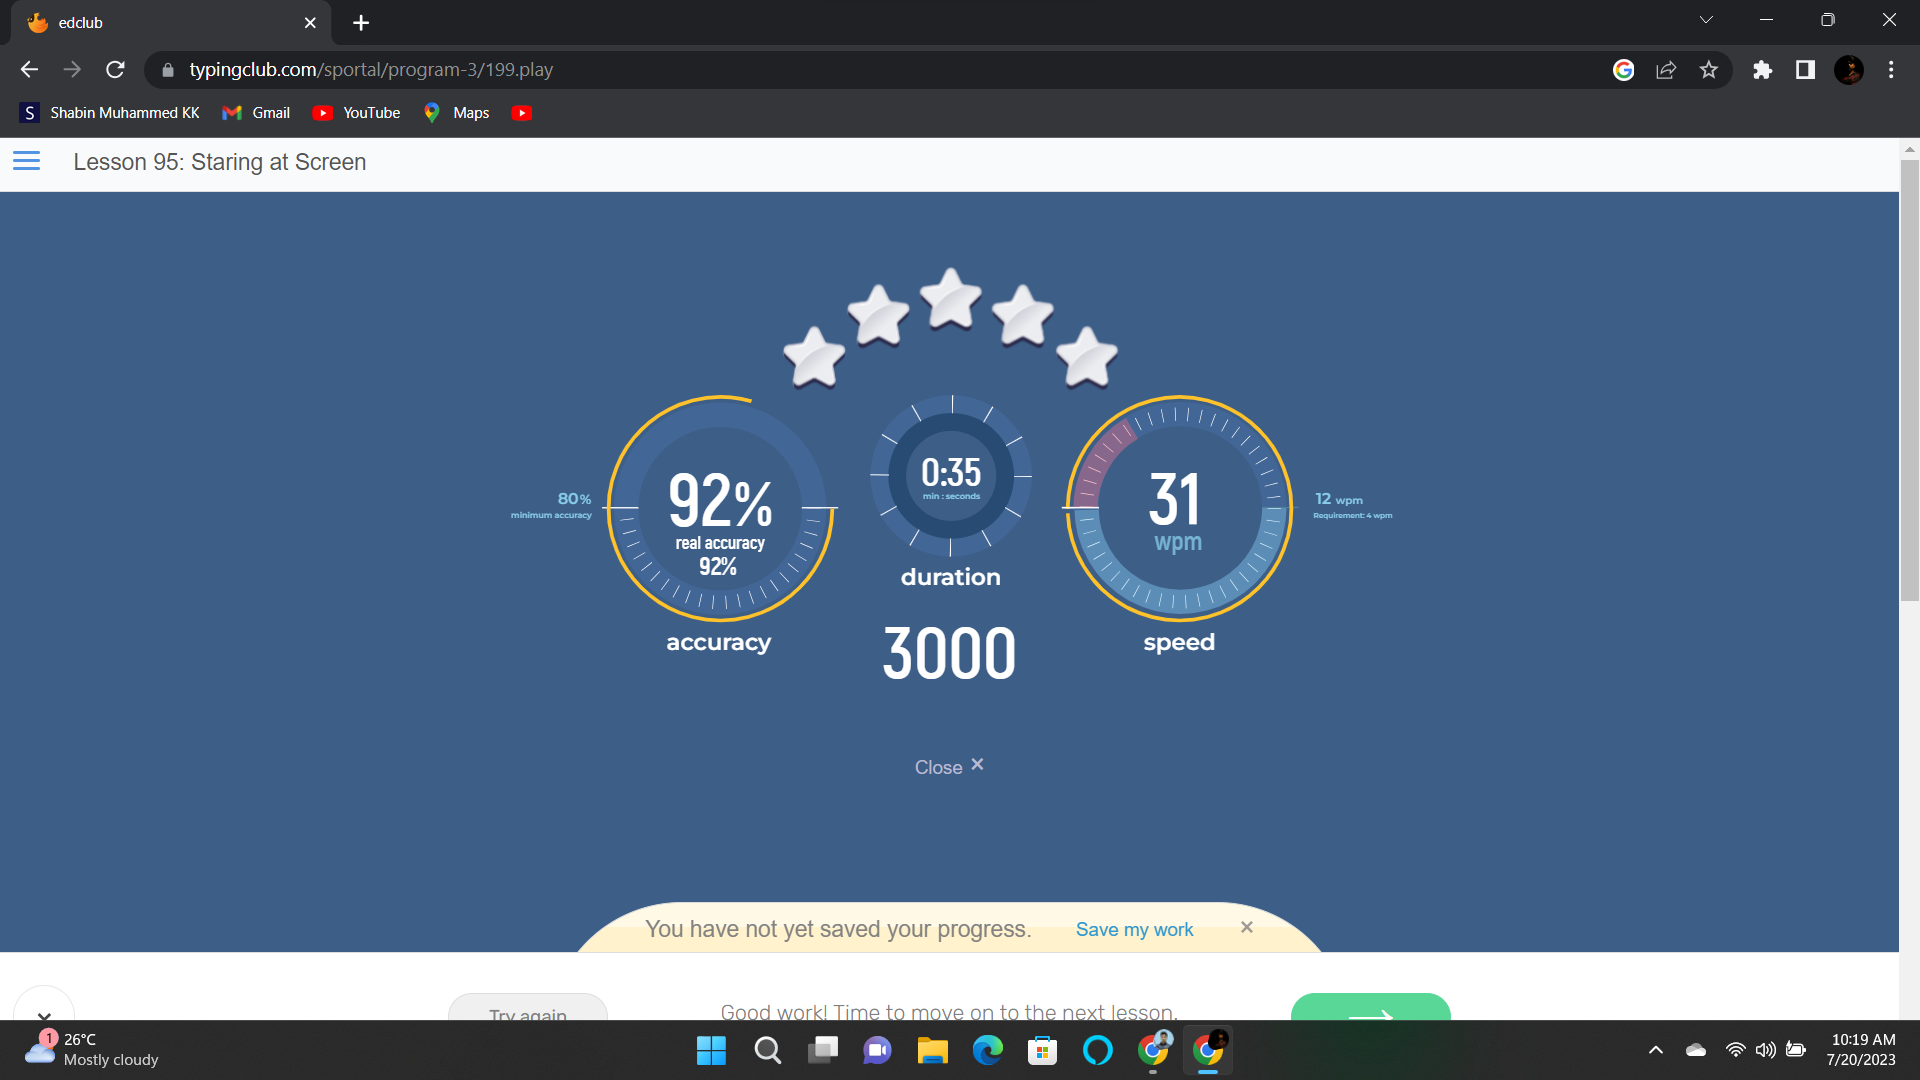 edclub
typingclub.com/sportal/program-3/199.play
S Shabin Muhammed KK Gmail YouTube Maps
Lesson 95: Staring at Screen
80%
minimum accuracy
92%
real accuracy
92%
accuracy
0:35
min : seconds
duration
3000
31
wpm
speed
12 wpm
Requirement: 4 wpm
Close ×
You have not yet saved your progress. Save my work ×
Try again
Good work! Time to move on to the next lesson.
1
26°C
Mostly cloudy
10:19 AM
7/20/2023